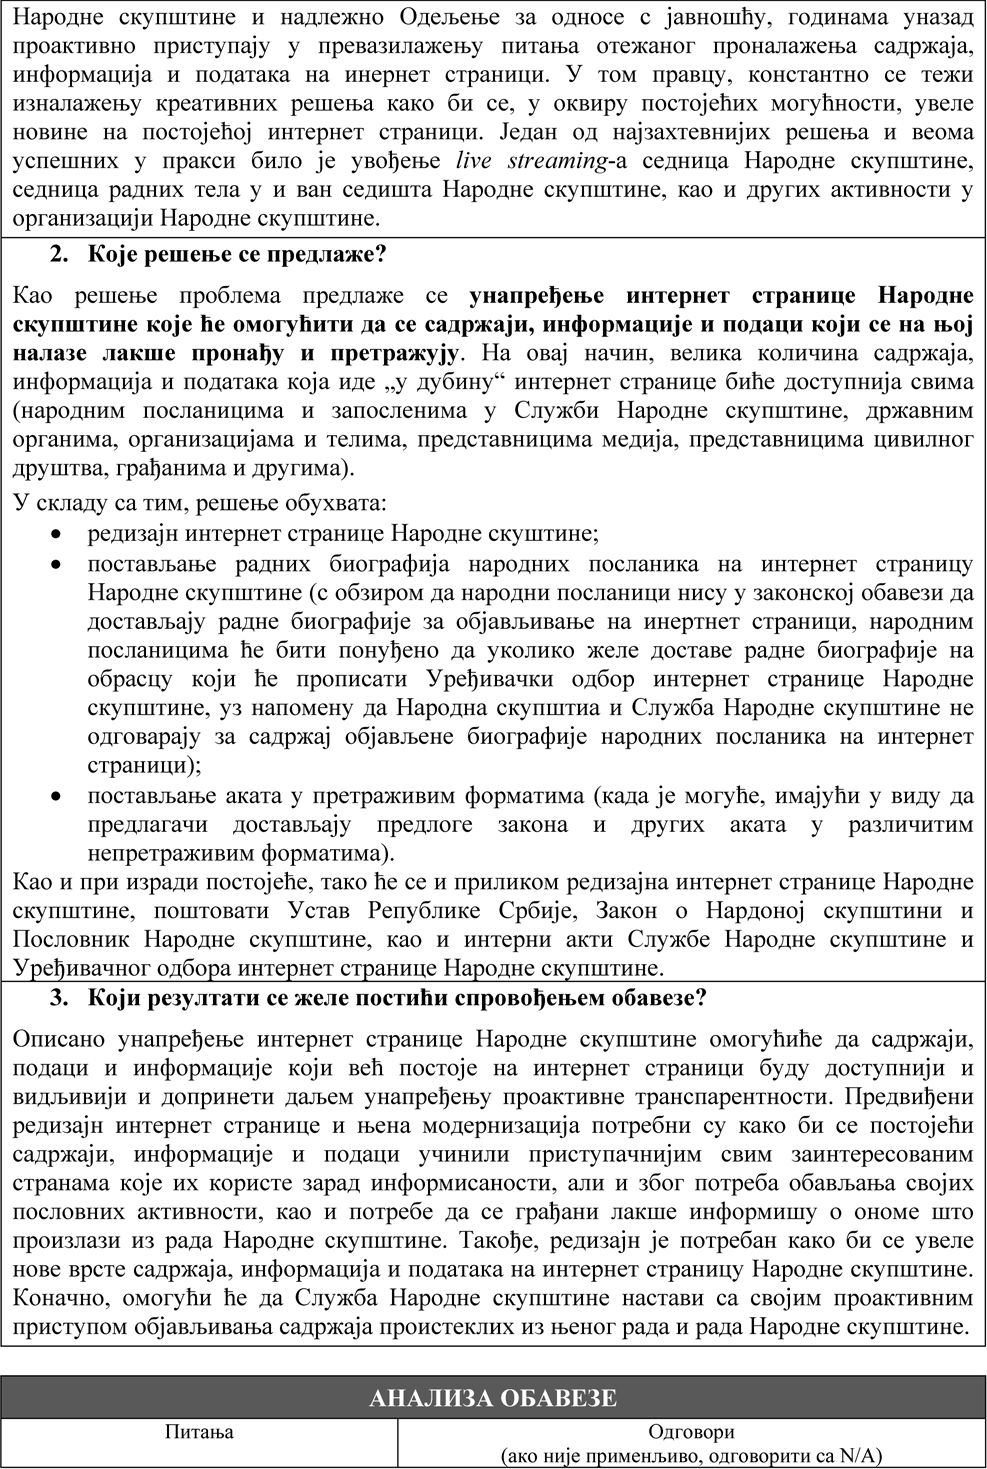 Народне скупштине и надлежно Одељење за односе с јавношћу, годинама уназад
проактивно приступају у превазилажењу питања отежаног проналажења садржаја,
информација и података на инернет страници. У том правцу, константно се тежи
изналажењу креативних решења како би се, у оквиру постојећих могућности, увеле
новине на постојећој интернет страници. Један од најзахтевнијих решења и веома
успешних у пракси било је увођење live streaming-а седница Народне скупштине,
седница радних тела у и ван седишта Народне скупштине, као и других активности у
организацији Народне скупштине.
2. Које решење се предлаже?
Као решење проблема предлаже се унапређење интернет странице Народне
скупштине које ће омогућити да се садржаји, информације и подаци који се на њој
налазе лакше пронађу и претражују. На овај начин, велика количина садржаја,
информација и података која иде „у дубину“ интернет странице биће доступнија свима
(народним посланицима и запосленима у Служби Народне скупштине, државним
органима, организацијама и телима, представницима медија, представницима цивилног
друштва, грађанима и другима).
У складу са тим, решење обухвата:
• редизајн интернет странице Народне скуштине;
• постављање радних биографија народних посланика на интернет страницу
Народне скупштине (с обзиром да народни посланици нису у законској обавези да
достављају радне биографије за објављивање на инертнет страници, народним
посланицима ће бити понуђено да уколико желе доставе радне биографије на
обрасцу који ће прописати Уређивачки одбор интернет странице Народне
скупштине, уз напомену да Народна скупштиа и Служба Народне скупштине не
одговарају за садржај објављене биографије народних посланика на интернет
страници);
• постављање аката у претраживим форматима (када је могуће, имајући у виду да
предлагачи достављају предлоге закона и других аката у различитим
непретраживим форматима).
Као и при изради постојеће, тако ће се и приликом редизајна интернет странице Народне
скупштине, поштовати Устав Републике Србије, Закон о Нардоној скупштини и
Пословник Народне скупштине, као и интерни акти Службе Народне скупштине и
Уређивачног одбора интернет странице Народне скупштине.
3. Који резултати се желе постићи спровођењем обавезе?
Описано унапређење интернет странице Народне скупштине омогућиће да садржаји,
подаци и информације који већ постоје на интернет страници буду доступнији и
видљивији и допринети даљем унапређењу проактивне транспарентности. Предвиђени
редизајн интернет странице и њена модернизација потребни су како би се постојећи
садржаји, информације и подаци учинили приступачнијим свим заинтересованим
странама које их користе зарад информисаности, али и због потреба обављања својих
пословних активности, као и потребе да се грађани лакше информишу о ономе што
произлази из рада Народне скупштине. Такође, редизајн је потребан како би се увеле
нове врсте садржаја, информација и података на интернет страницу Народне скупштине.
Коначно, омогући ће да Служба Народне скупштине настави са својим проактивним
приступом објављивања садржаја проистеклих из њеног рада и рада Народне скупштине.
АНАЛИЗА ОБАВЕЗЕ
Питања
Одговори
(ако није применљиво, одговорити са N/A)